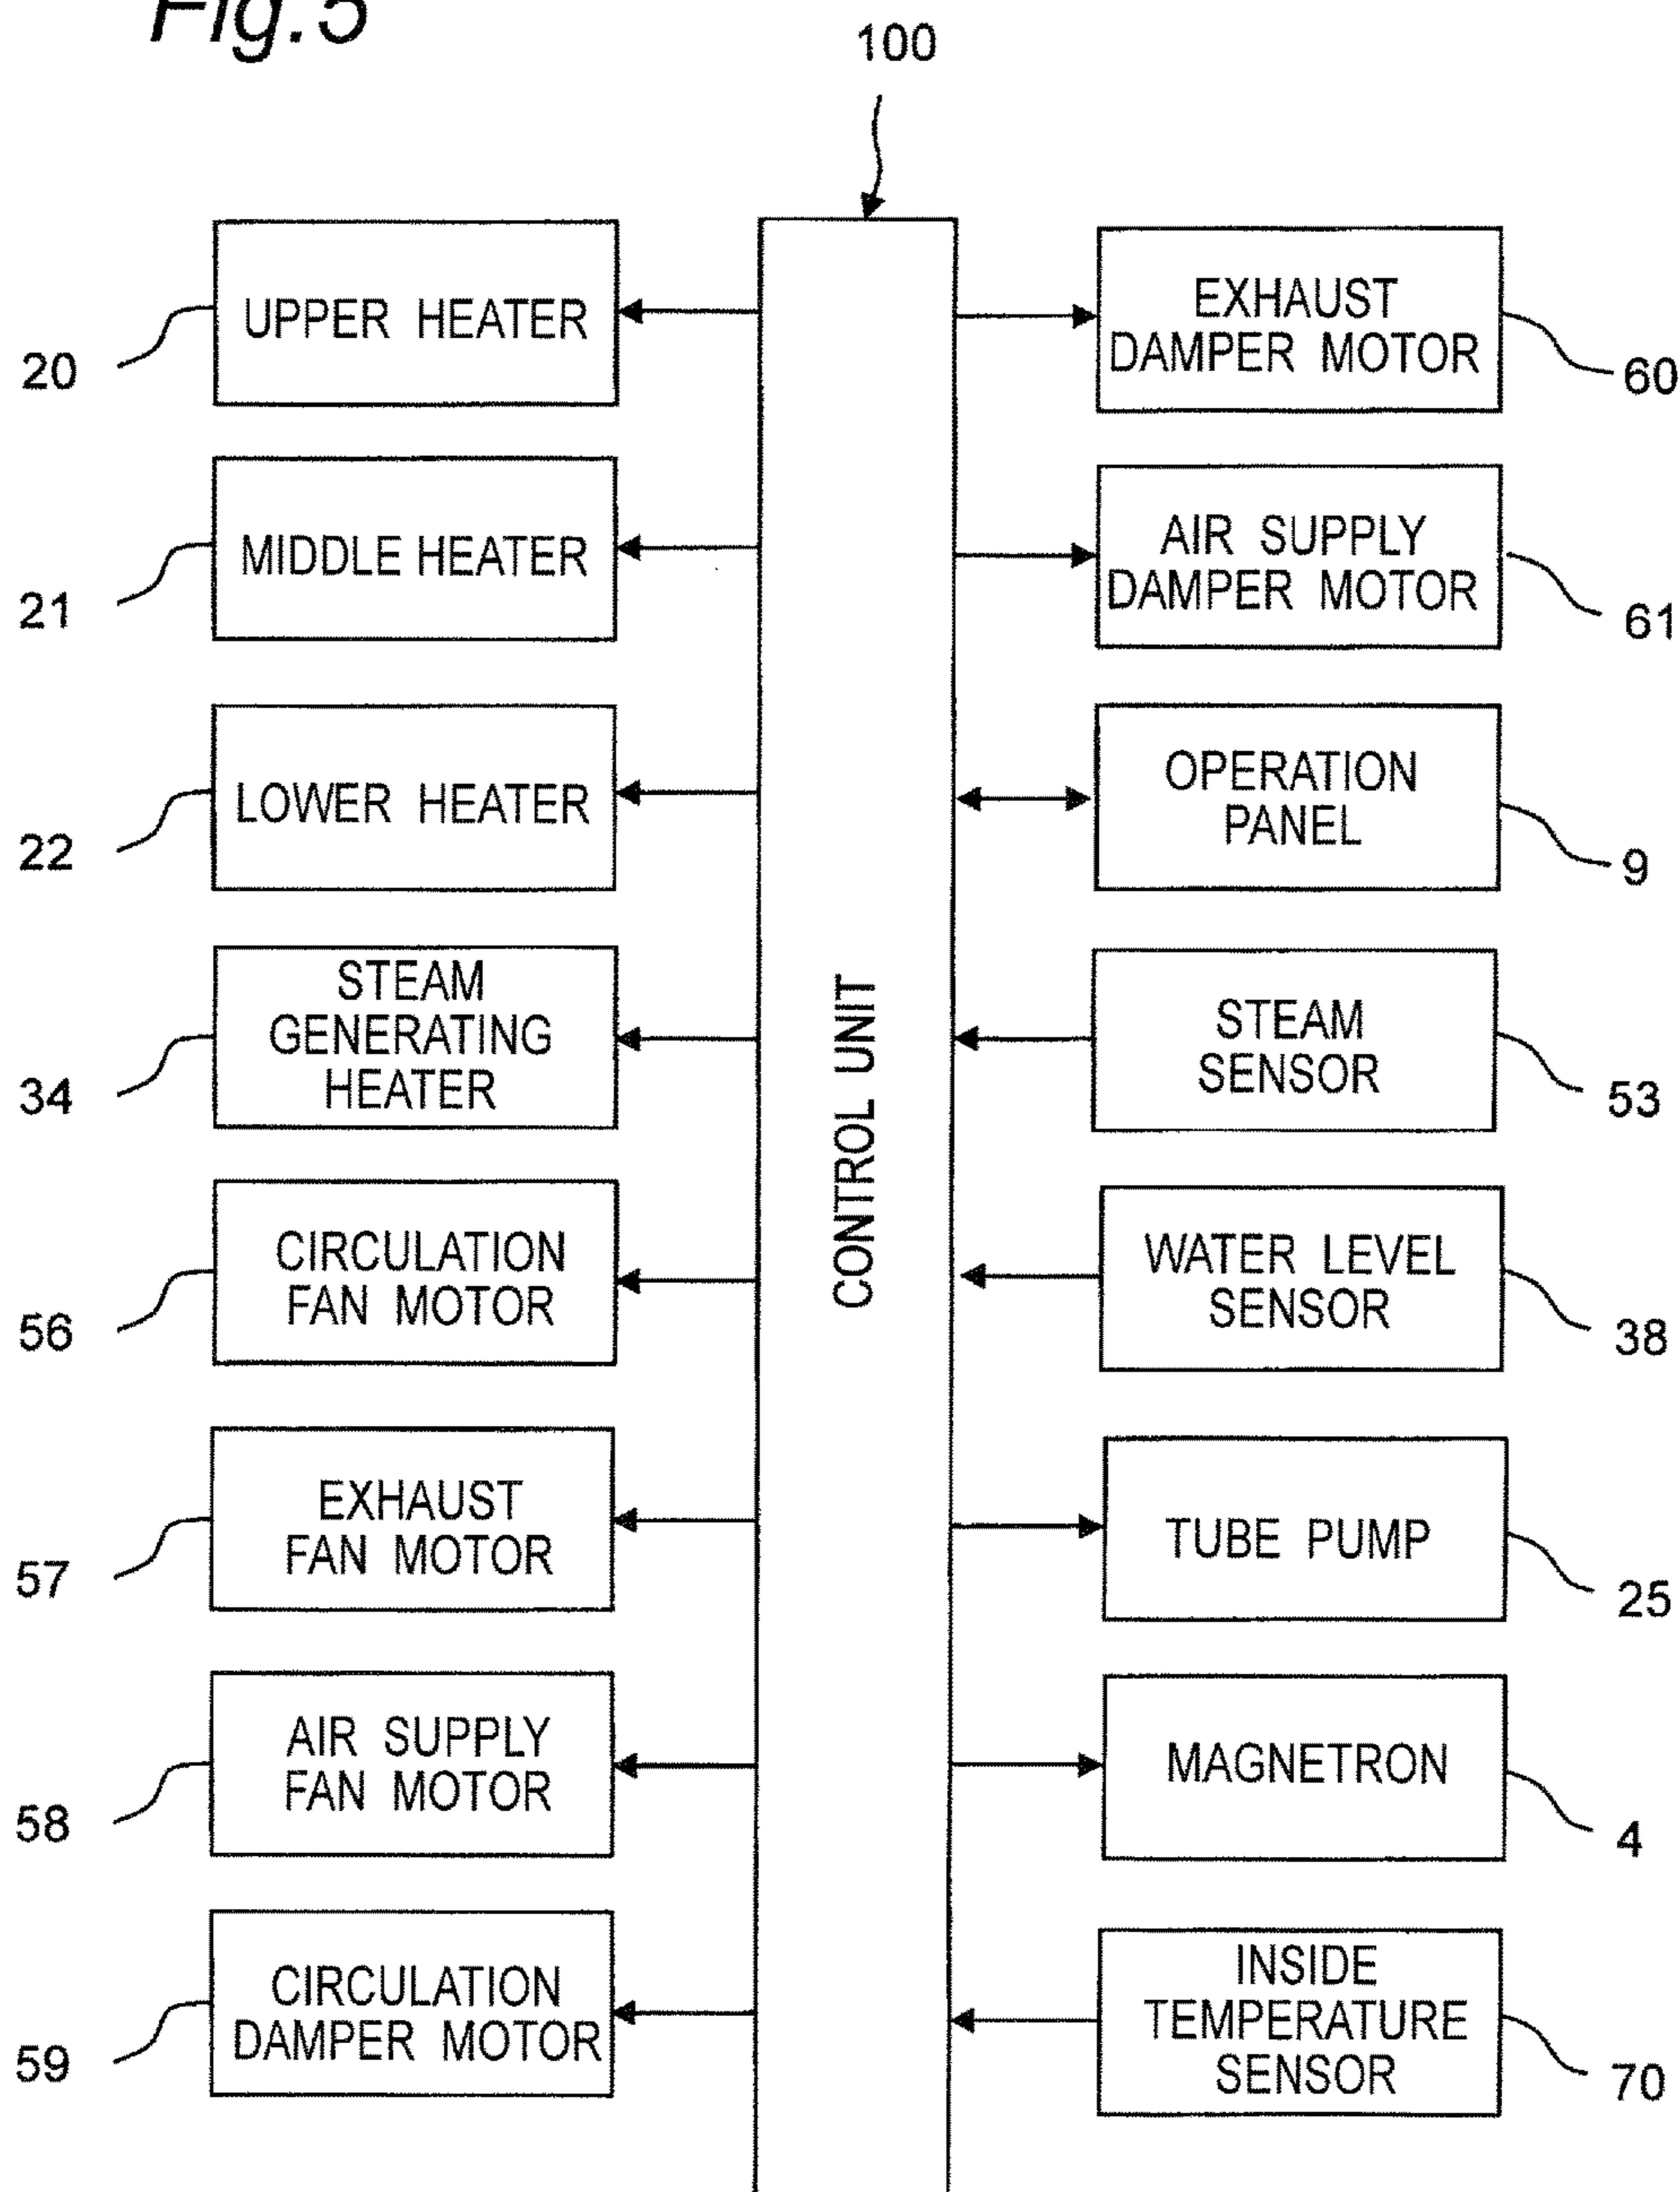 Fig.5
100
UPPER HEATER
20
MIDDLE HEATER
21
LOWER HEATER
22
STEAM
GENERATING
HEATER
34
CIRCULATION
FAN MOTOR
56
EXHAUST
FAN MOTOR
57
AIR SUPPLY
FAN MOTOR
58
CIRCULATION
DAMPER MOTOR
59
CONTROL UNIT
EXHAUST
DAMPER MOTOR
60
AIR SUPPLY
DAMPER MOTOR
61
OPERATION
PANEL
9
STEAM
SENSOR
53
WATER LEVEL
SENSOR
38
TUBE PUMP
25
MAGNETRON
4
INSIDE
TEMPERATURE
SENSOR
70